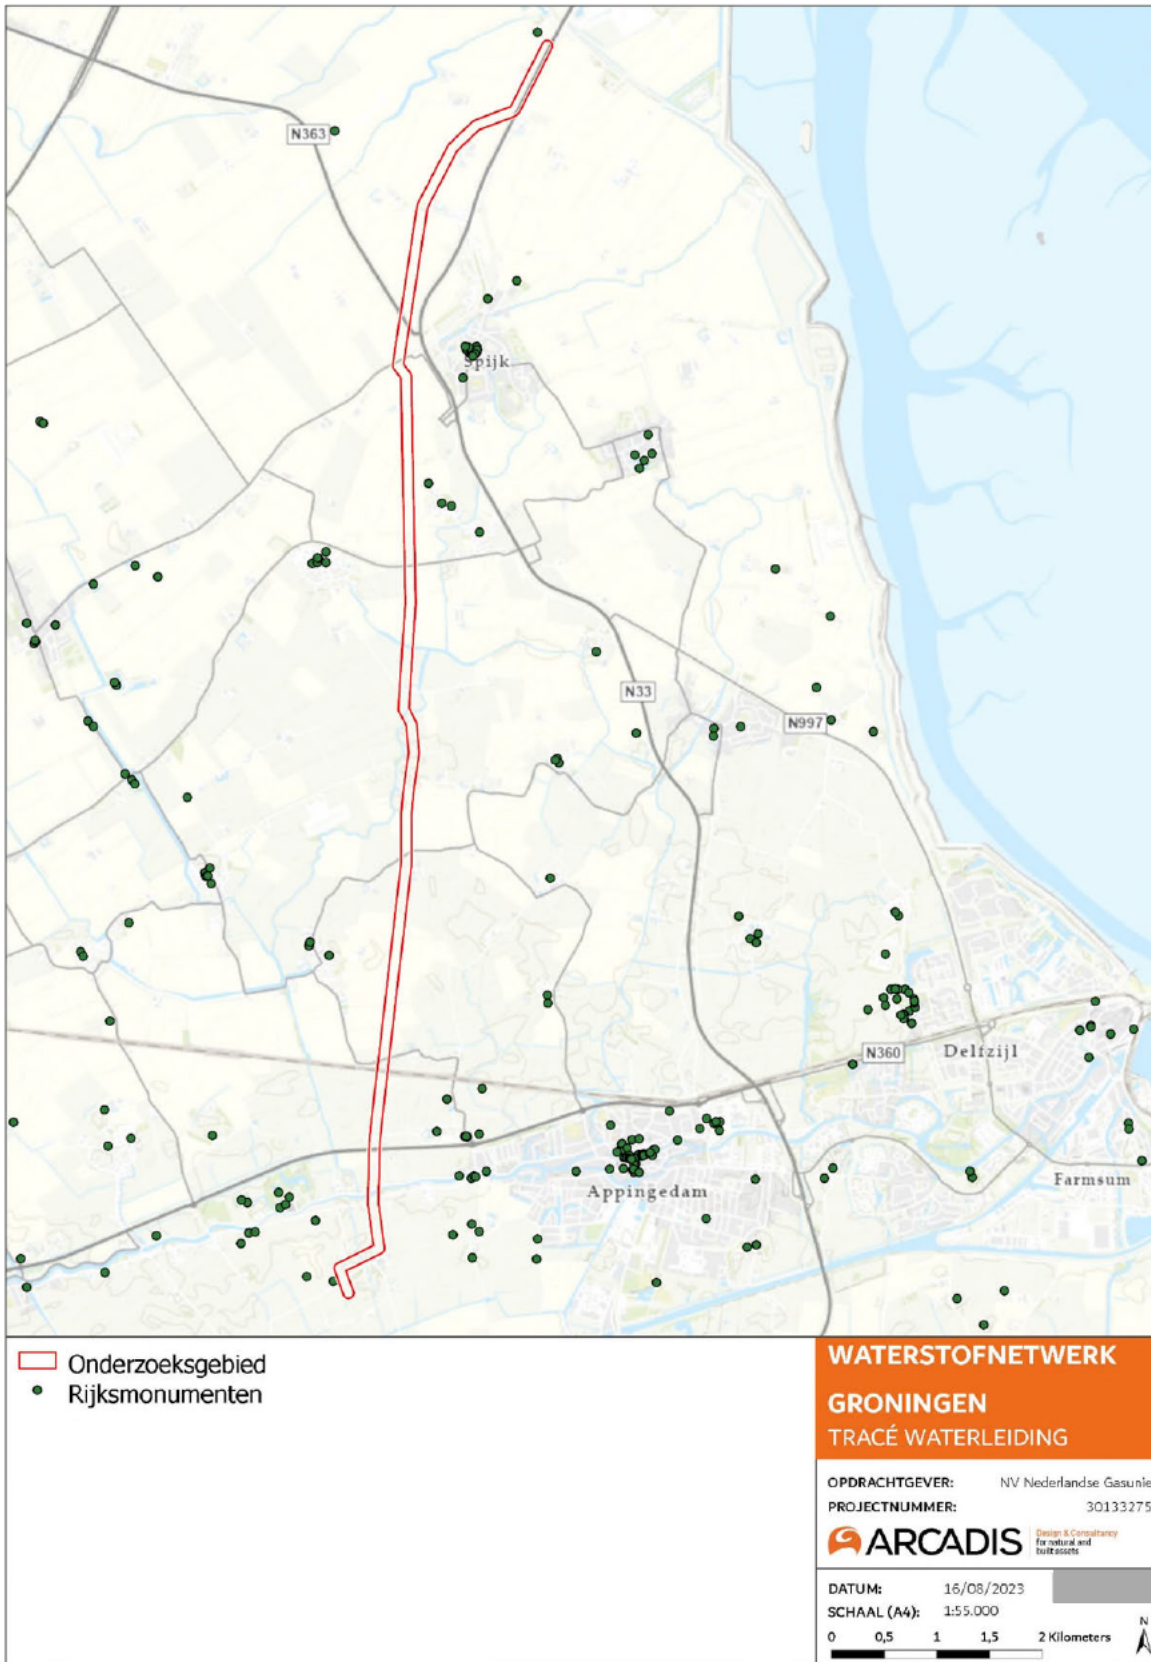 N363
Spijk
N33
N997
N360
Delfzijl
Appingedam
Farmsum
Onderzoeksgebied
Rijksmonumenten
WATERSTOFNETWERK
GRONINGEN
TRACÉ WATERLEIDING
OPDRACHTGEVER: NV Nederlandse Gasunie
PROJECTNUMMER: 30133275
ARCADIS
Design & Consultancy
for natural and
built assets
DATUM: 16/08/2023
SCHAAL (A4): 1:55.000
0 0,5 1 1,5 2 Kilometers
N